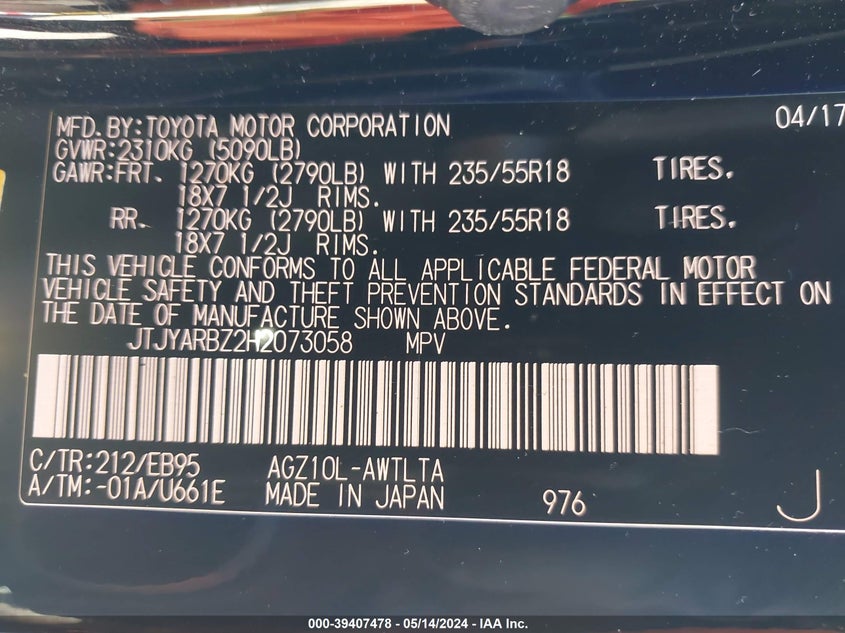 MFD.BY:TOYOTA MOTOR CORPORATION 04/17
GVWR:2310KG (5090LB)
GAWR:FRT. 1270KG (2790LB) WITH 235/55R18 TIRES.
18X7 1/2J RIMS.
RR. 1270KG (2790LB) WITH 235/55R18 TIRES.
18X7 1/2J RIMS.
THIS VEHICLE CONFORMS TO ALL APPLICABLE FEDERAL MOTOR
VEHICLE SAFETY AND THEFT PREVENTION STANDARDS IN EFFECT ON
THE DATE OF MANUFACTURE SHOWN ABOVE.
JTJYARBZ2H2073058 MPV
C/TR:212/EB95 AGZ10L-AWTLTA
A/TM:-01A/U661E MADE IN JAPAN 976 J
000-39407478 - 05/14/2024 - IAA Inc.